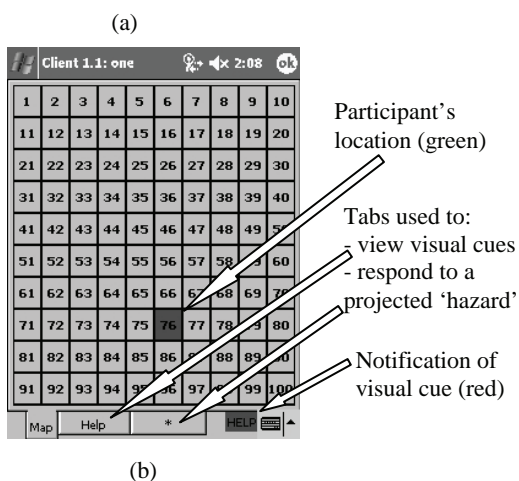 (a)
Client 1.1: one 2:08 ok
1 2 3 4 5 6 7 8 9 10
11 12 13 14 15 16 17 18 19 20
21 22 23 24 25 26 27 28 29 30
31 32 33 34 35 36 37 38 39 40
41 42 43 44 45 46 47 48 49
51 52 53 54 55 56 57 58 60
61 62 63 64 65 66 67 68 69
71 72 73 74 75 76 77 78 80
81 82 83 84 85 86 88 89
91 92 93 94 95 96 97 98 99 100
Map Help * HELP
Participant's
location (green)
Tabs used to:
- view visual cues
- respond to a
projected 'hazard'
Notification of
visual cue (red)
(b)